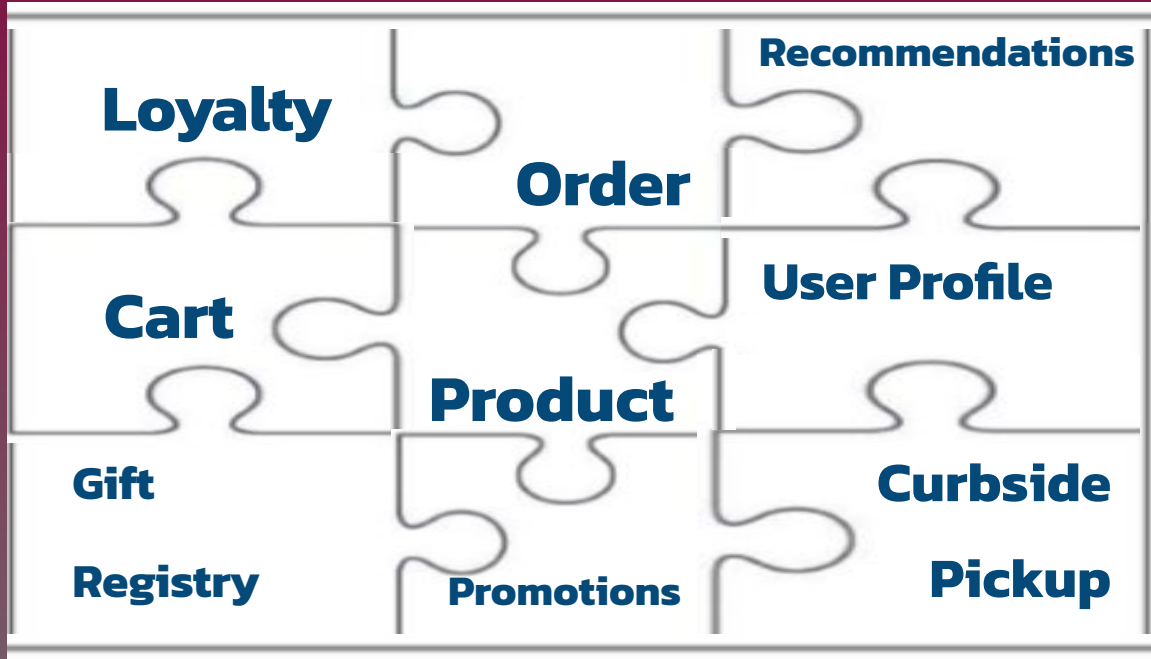 Loyalty
Order
Recommendations
Cart
Product
User Profile
Gift
Registry
Promotions
Curbside
Pickup